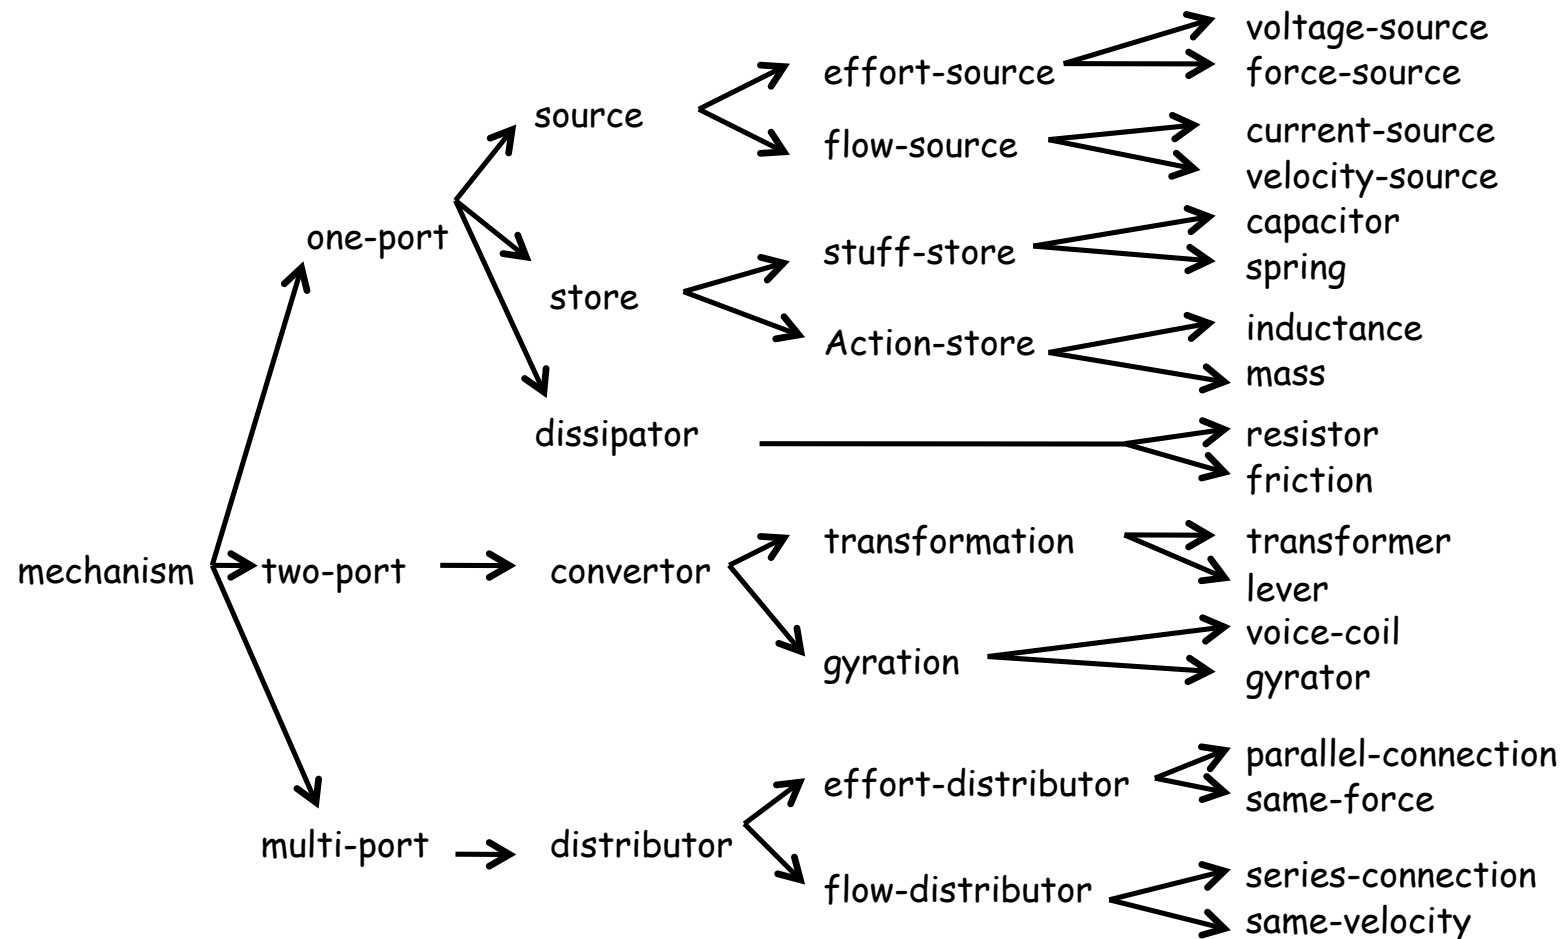 voltage-source
effort-source
force-source
source
current-source
flow-source
velocity-source
capacitor
one-port
stuff-store
spring
store
inductance
Action-store
mass
dissipator
resistor
friction
transformation
transformer
mechanism
two-port
convertor
lever
voice-coil
gyration
gyrator
parallel-connection
effort-distributor
same-force
multi-port
distributor
series-connection
flow-distributor
same-velocity